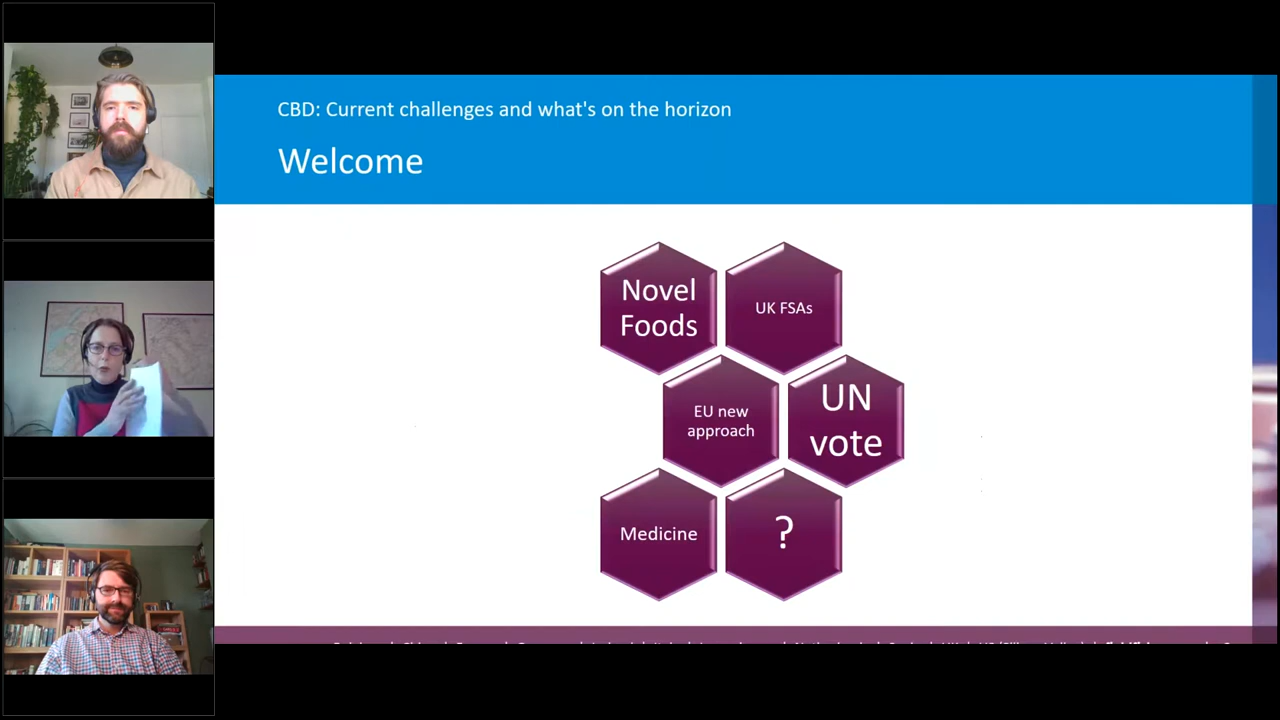 CBD: Current challenges and what's on the horizon
Welcome
Novel
Foods
UK FSAs
EU new
approach
UN
vote
Medicine
?